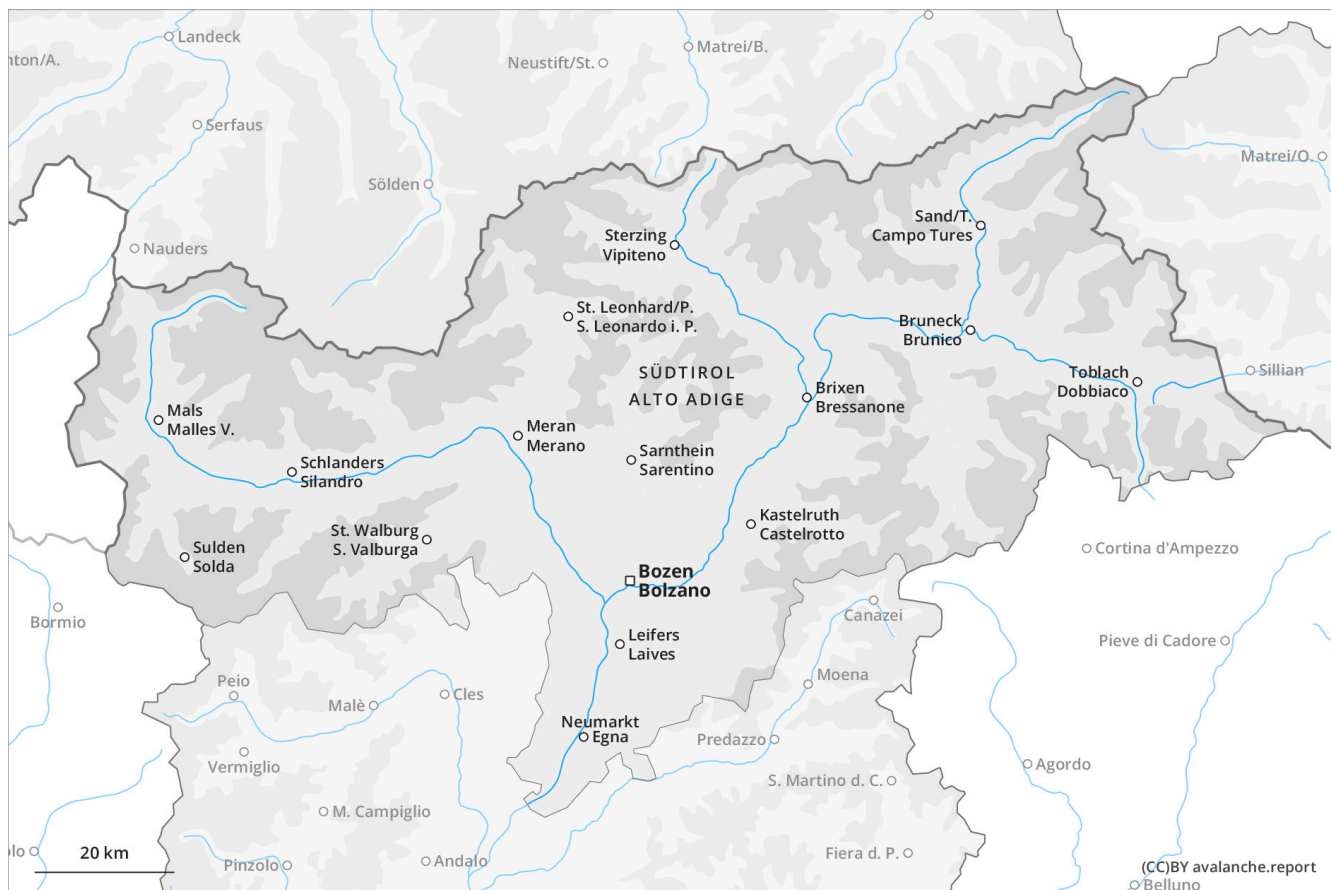 Landeck
nton/A.
Matrei/B.
Neustift/St.
Serfaus
Matrei/O.
Sölden
Sand/T.
Campo Tures
Sterzing
Vipiteno
Nauders
St. Leonhard/P.
S. Leonardo i. P.
Bruneck
Brunico
SÜDTIROL
ALTO ADIGE
Toblach
Dobbiaco
Sillian
Brixen
Bressanone
Mals
Malles V.
Meran
Merano
Sarnthein
Sarentino
Schlanders
Silandro
Kastelruth
Castelrotto
St. Walburg
S. Valburga
Sulden
Solda
Cortina d'Ampezzo
Bozen
Bolzano
Bormio
Canazei
Leifers
Laives
Pieve di Cadore
Peio
Malè
Cles
Moena
Neumarkt
Egna
Predazzo
Vermiglio
Agordo
S. Martino d. C.
M. Campiglio
20 km
olo
Pinzolo
Andalo
Fiera d. P.
(CC)BY avalanche.report
Belluno